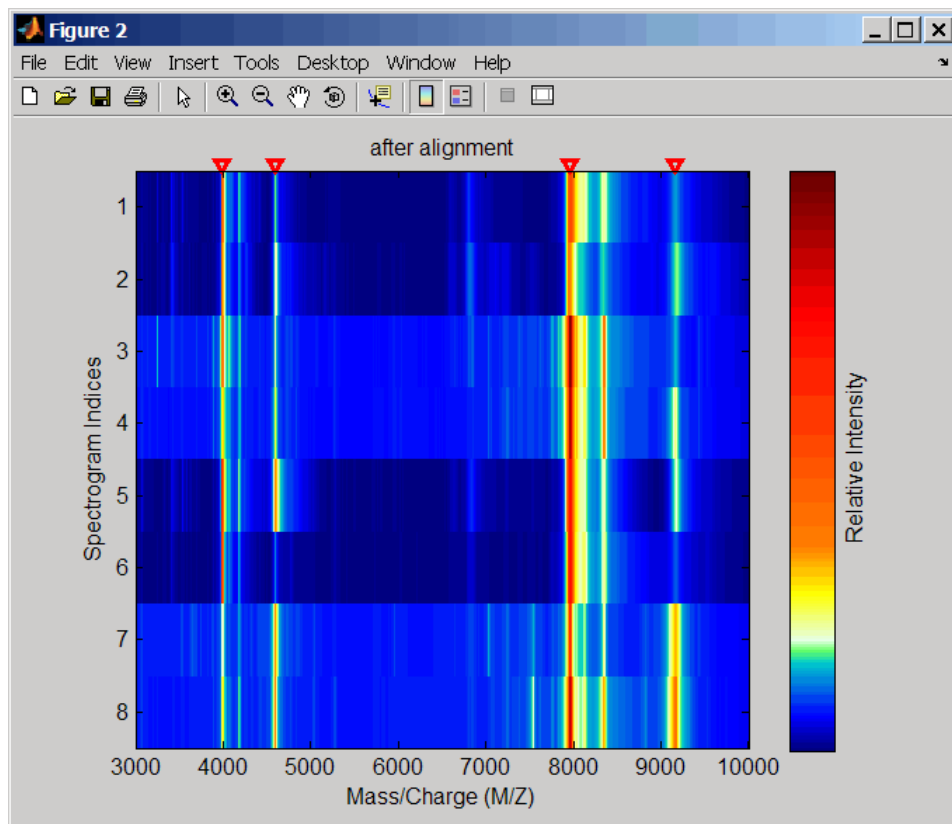 Figure 2
File Edit View Insert Tools Desktop Window Help
after alignment
1
2
3
4
5
6
7
8
Spectrogram Indices
3000 4000 5000 6000 7000 8000 9000 10000
Mass/Charge (M/Z)
Relative Intensity